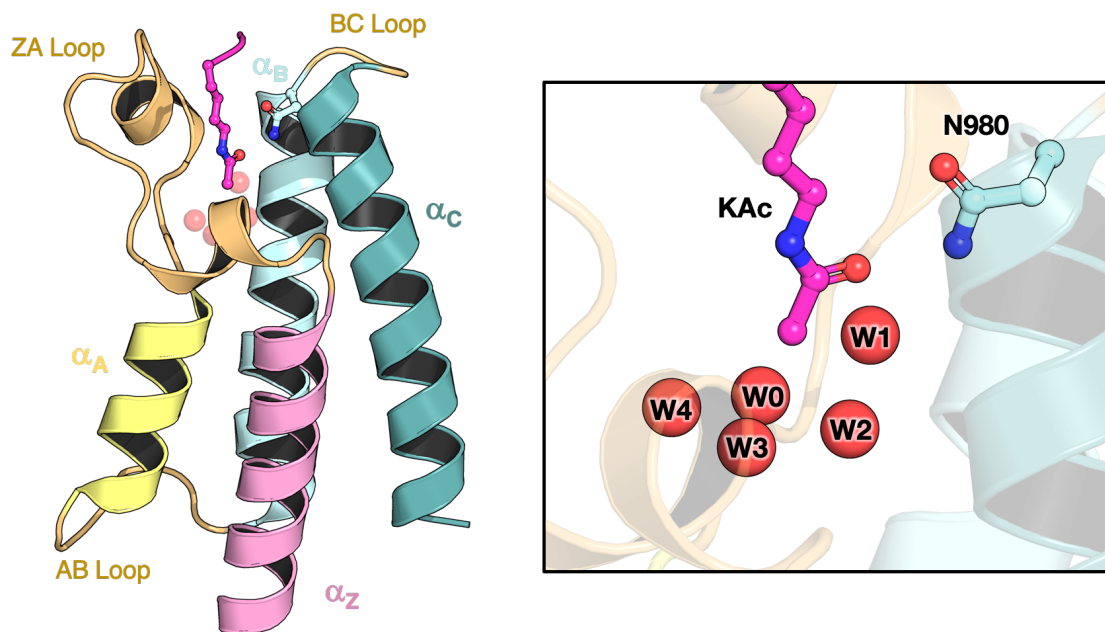 ZA Loop
BC Loop
αB
αC
αA
AB Loop
αZ
N980
KAc
W1
W0
W4
W3
W2